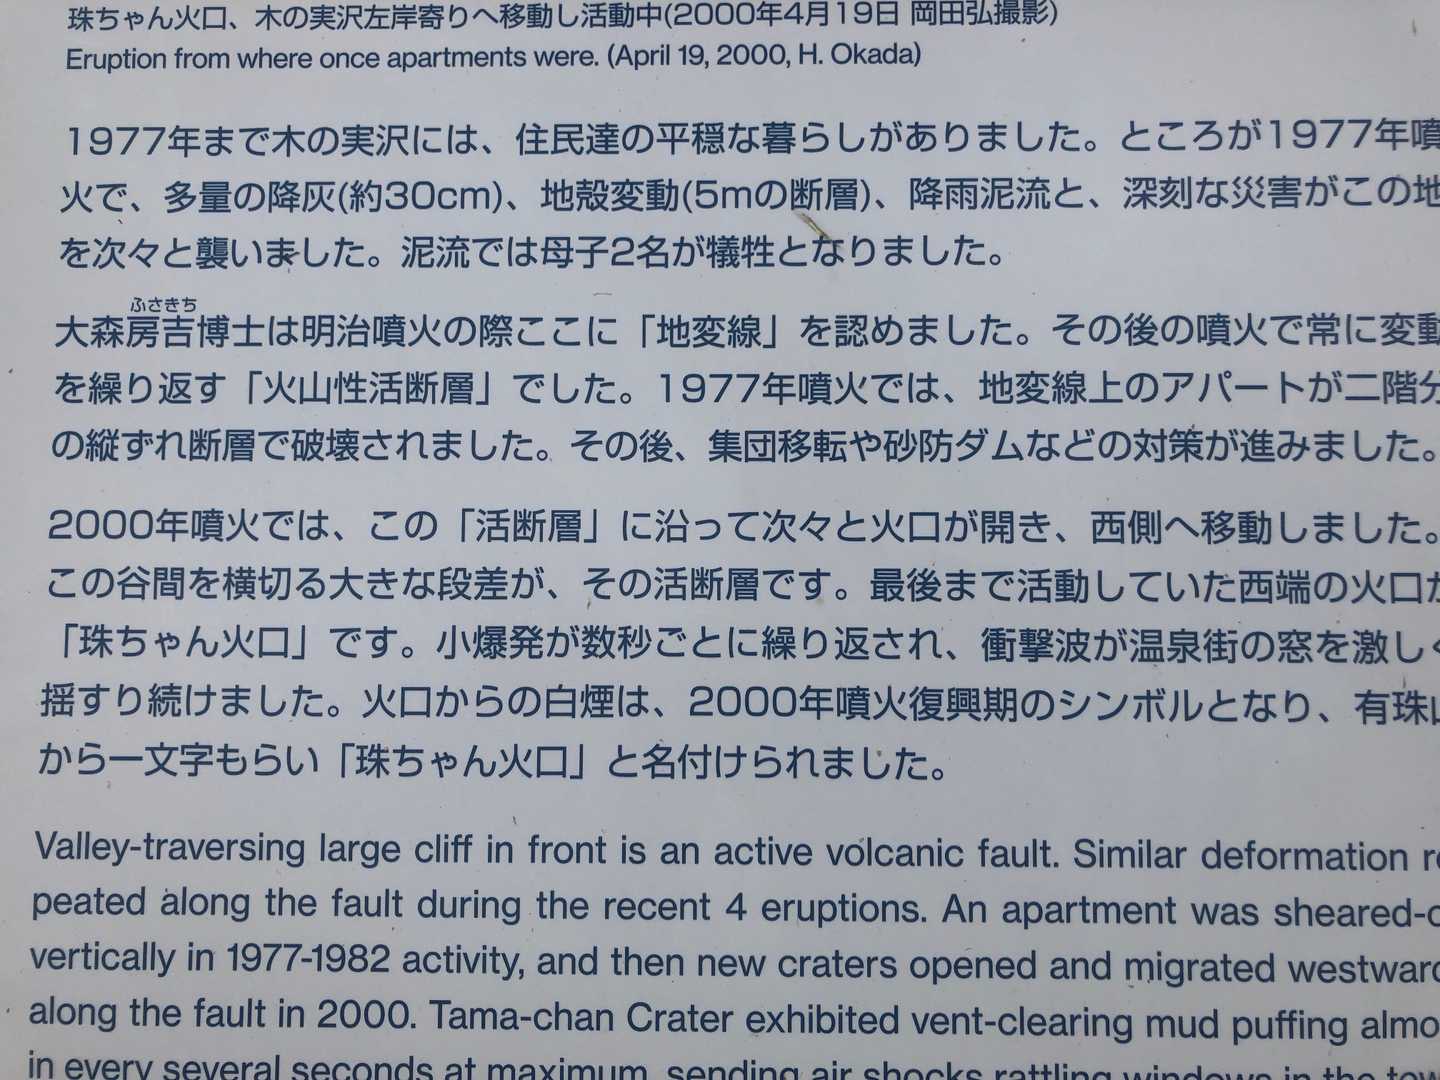 珠ちゃん火口、木の実沢左岸寄りへ移動し活動中(2000年4月19日 岡田弘撮影)
Eruption from where once apartments were. (April 19, 2000, H. Okada)
1977年まで木の実沢には、住民達の平穏な暮らしがありました。ところが1977年噴
火で、多量の降灰(約30cm)、地殻変動(5mの断層)、降雨泥流と、深刻な災害がこの地
を次々と襲いました。泥流では母子2名が犠牲となりました。
ふさきち
大森房吉博士は明治噴火の際ここに「地変線」を認めました。その後の噴火で常に変動
を繰り返す「火山性活断層」でした。1977年噴火では、地変線上のアパートが二階分
の縦ずれ断層で破壊されました。その後、集団移転や砂防ダムなどの対策が進みました。
2000年噴火では、この「活断層」に沿って次々と火口が開き、西側へ移動しました。
この谷間を横切る大きな段差が、その活断層です。最後まで活動していた西端の火口が
「珠ちゃん火口」です。小爆発が数秒ごとに繰り返され、衝撃波が温泉街の窓を激しく
揺すり続けました。火口からの白煙は、2000年噴火復興期のシンボルとなり、有珠山
から一文字もらい「珠ちゃん火口」と名付けられました。
Valley-traversing large cliff in front is an active volcanic fault. Similar deformation re
peated along the fault during the recent 4 eruptions. An apartment was sheared-o
vertically in 1977-1982 activity, and then new craters opened and migrated westward
along the fault in 2000. Tama-chan Crater exhibited vent-clearing mud puffing almo
in every several seconds at maximum, sending air shocks rattling windows in the tow